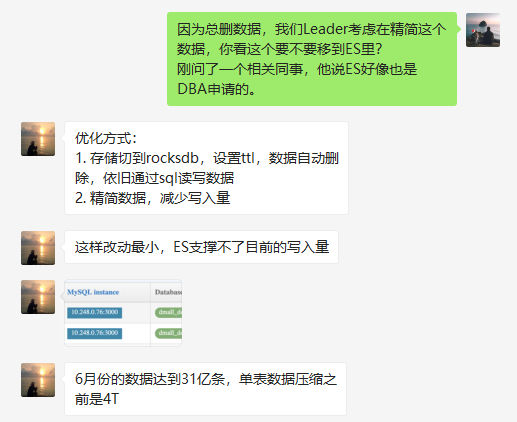 因为总删数据，我们Leader考虑在精简这个
数据，你看这个要不要移到ES里？
刚问了一个相关同事，他说ES好像也是
DBA申请的。
优化方式：
1. 存储切到rocksdb，设置ttl，数据自动删
除，依旧通过sql读写数据
2. 精简数据，减少写入量
这样改动最小，ES支撑不了目前的写入量
MySQL instance Database
10.248.0.76:3000 dmall_de
10.248.0.76:3000 dmall_de
6月份的数据达到31亿条，单表数据压缩之
前是4T